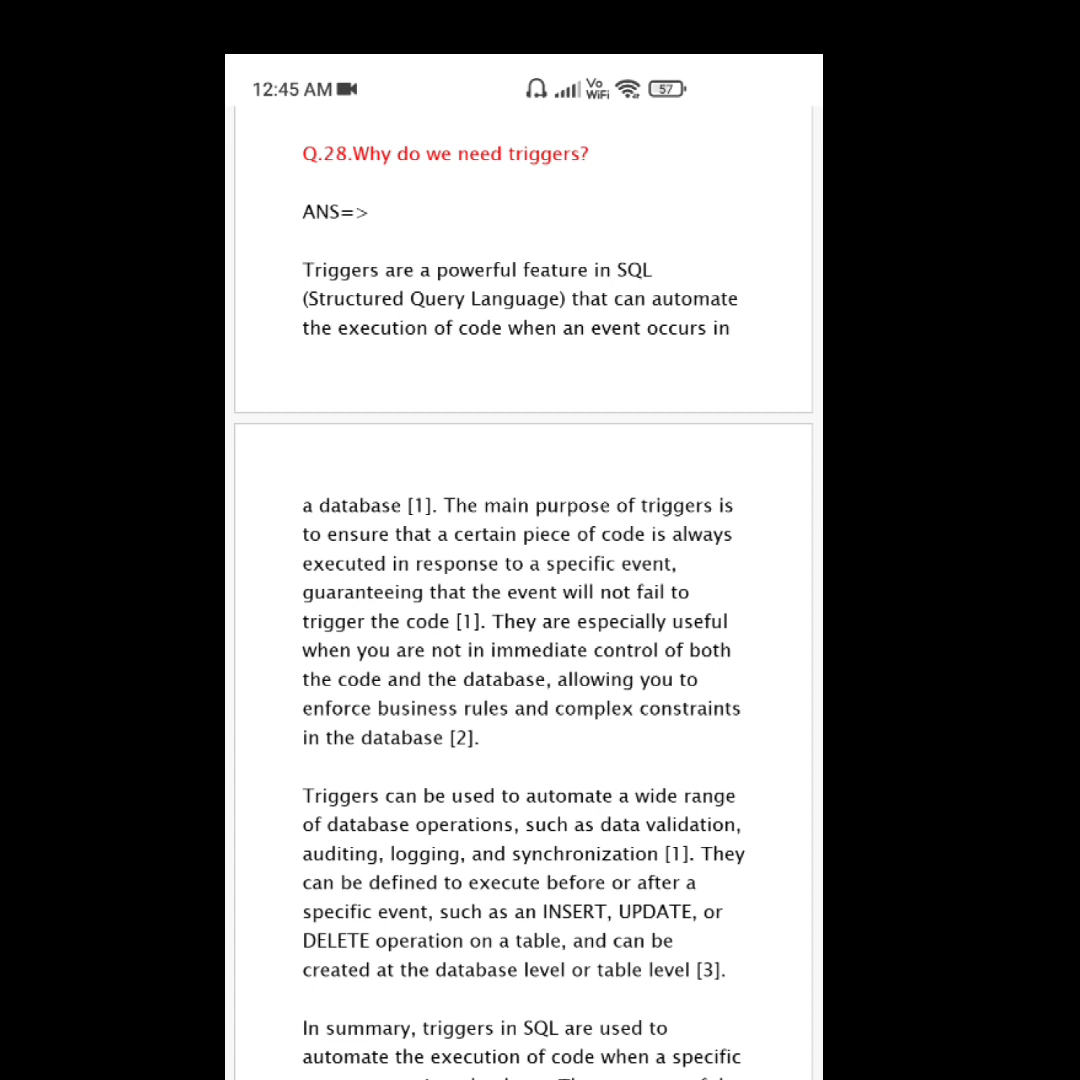 12:45 AM
Vo
WiFi
57
Q.28.Why do we need triggers?
ANS=>
Triggers are a powerful feature in SQL
(Structured Query Language) that can automate
the execution of code when an event occurs in
a database [1]. The main purpose of triggers is
to ensure that a certain piece of code is always
executed in response to a specific event,
guaranteeing that the event will not fail to
trigger the code [1]. They are especially useful
when you are not in immediate control of both
the code and the database, allowing you to
enforce business rules and complex constraints
in the database [2].
Triggers can be used to automate a wide range
of database operations, such as data validation,
auditing, logging, and synchronization [1]. They
can be defined to execute before or after a
specific event, such as an INSERT, UPDATE, or
DELETE operation on a table, and can be
created at the database level or table level [3].
In summary, triggers in SQL are used to
automate the execution of code when a specific